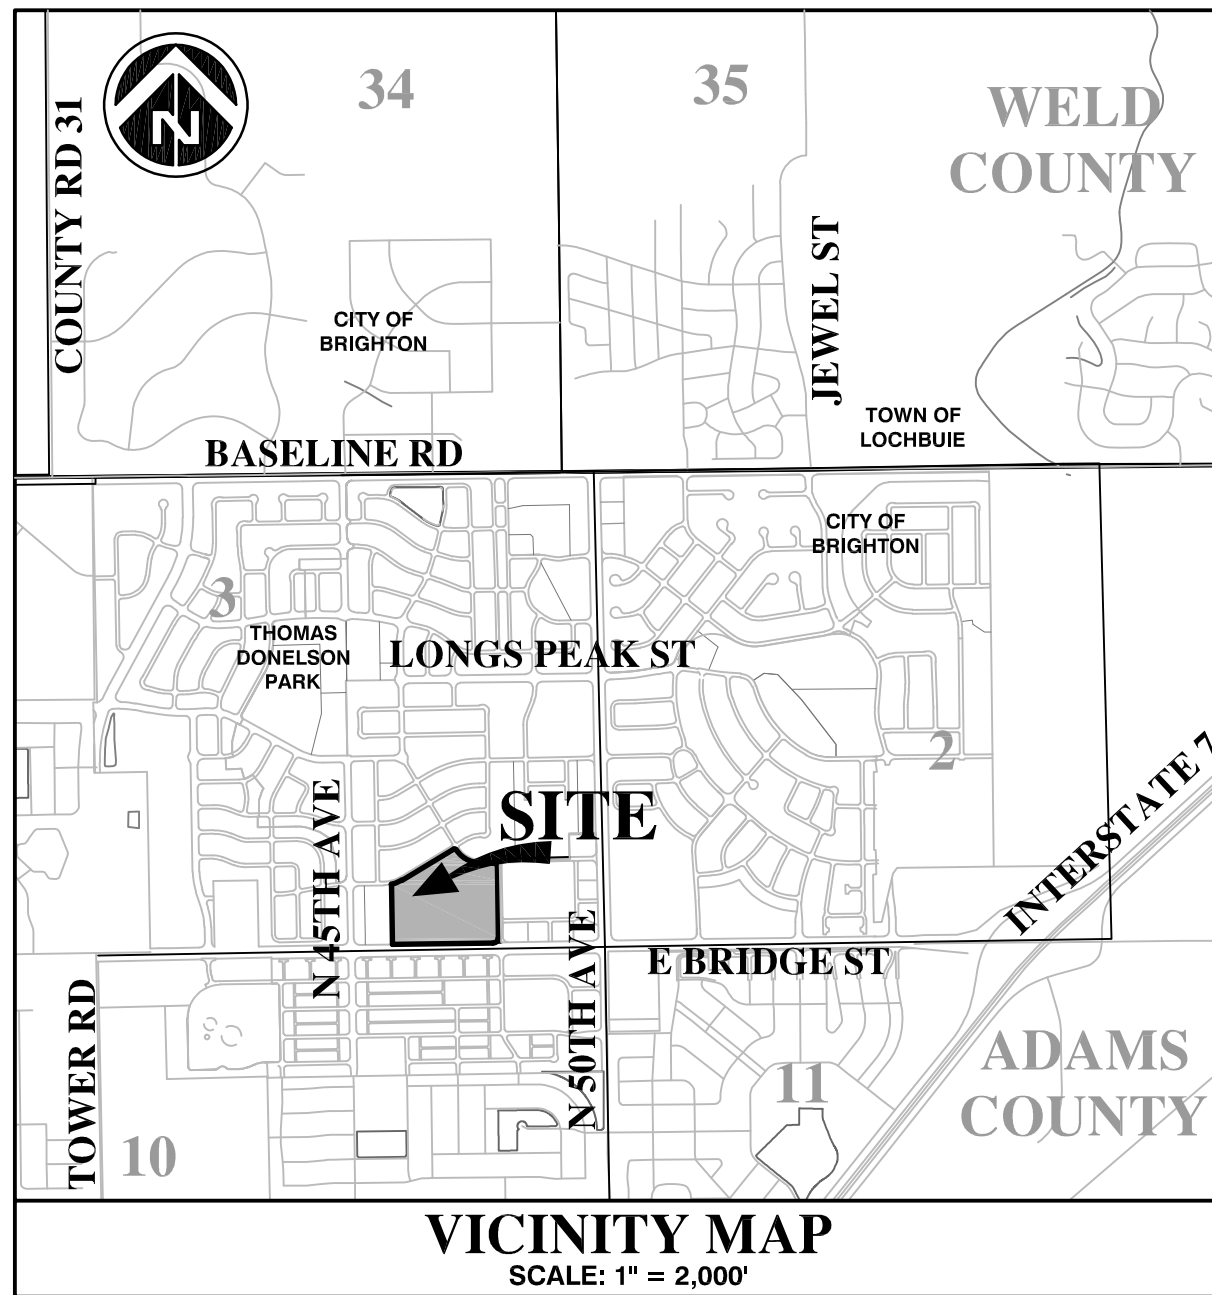 34
35
WELD
COUNTY
N
COUNTY RD 31
JEWEL ST
CITY OF
BRIGHTON
TOWN OF
LOCHBUIE
BASELINE RD
CITY OF
BRIGHTON
3
THOMAS
DONELSON
PARK
LONGS PEAK ST
2
INTERSTATE 7
SITE
N 45TH AVE
N 50TH AVE
E BRIDGE ST
TOWER RD
ADAMS
COUNTY
11
10
VICINITY MAP
SCALE: 1" = 2,000'